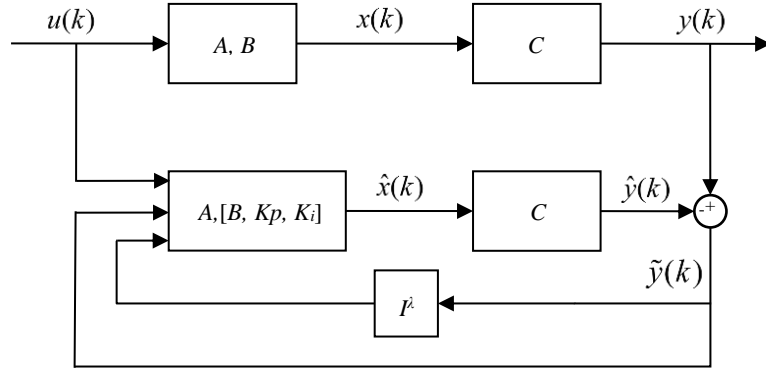 u(k)
x(k)
y(k)
A, B
C
x̂(k)
ŷ(k)
A,[B, Kp, Ki]
C
-+
ỹ(k)
I^λ